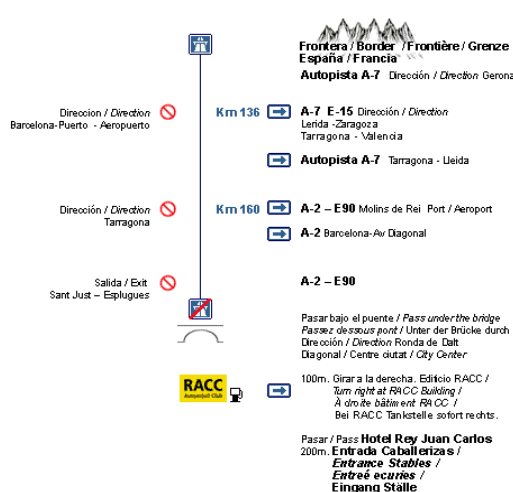 Frontera / Border / Frontière / Grenze
España / Francia
Autopista A-7 Dirección / Direction Gerona
Direccion / Direction
Barcelona-Puerto - Aeropuerto
Km 136
A-7 E-15 Dirección / Direction
Lerida -Zaragoza
Tarragona - Valencia
Autopista A-7 Tarragona - Lleida
Dirección / Direction
Tarragona
Km 160
A-2 – E90 Molins de Rei Port / Aeroport
A-2 Barcelona-Av Diagonal
Salida / Exit
Sant Just – Esplugues
A-2 – E90
Pasar bajo el puente / Pass under the bridge
Passez dessous pont / Unter der Brücke durch
Dirección / Direction Ronda de Dalt
Diagonal / Centre ciutat / City Center
RACC
Automòbil Club
100m. Girar a la derecha. Edificio RACC /
Turn right at RACC Building /
À droite bâtiment RACC /
Bei RACC Tankstelle sofort rechts.
Pasar / Pass Hotel Rey Juan Carlos
200m. Entrada Caballerizas /
Entrance Stables /
Entreé ecuries /
Eingang Ställe